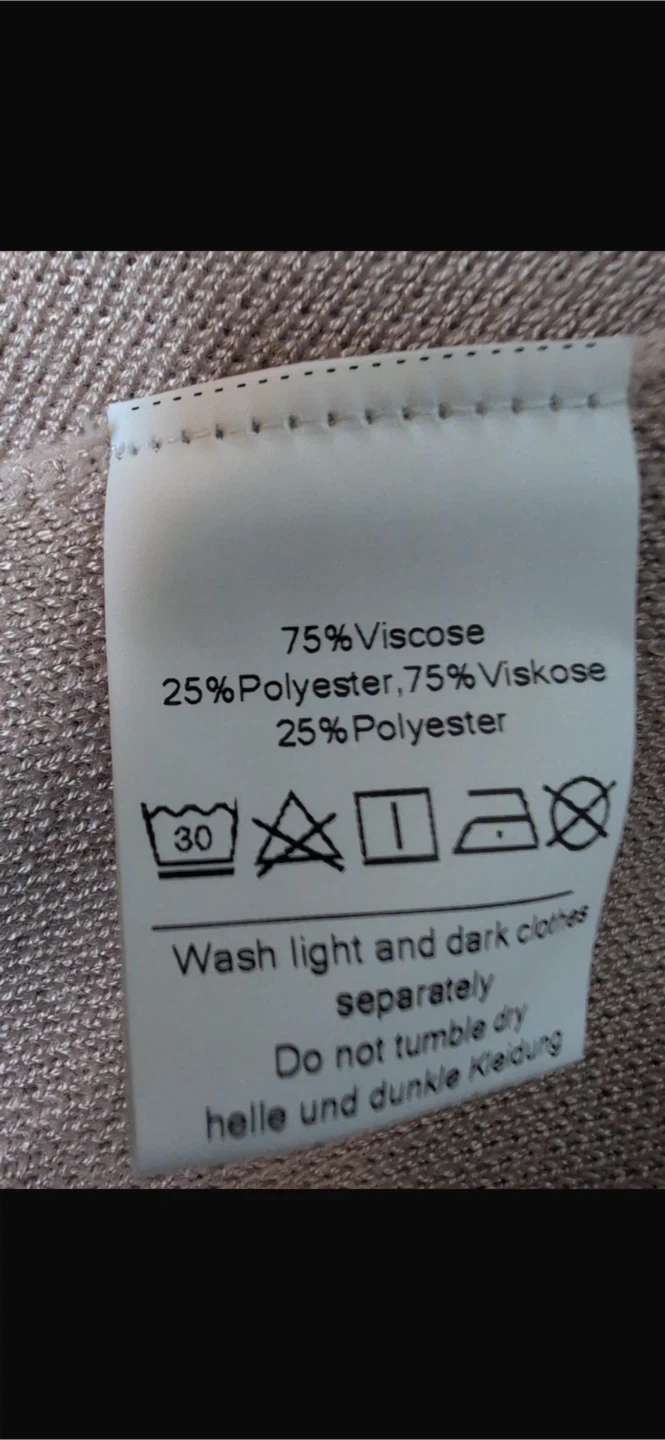 75%Viscose
25%Polyester,75%Viskose
25%Polyester
30
Wash light and dark clothes
separately
Do not tumble dry
helle und dunkle Kleidung